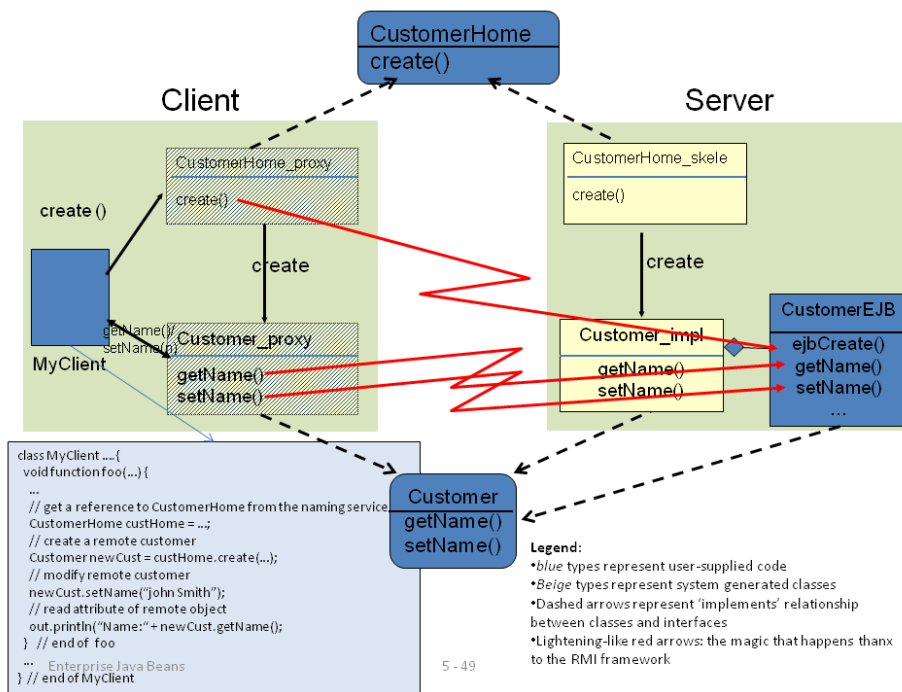 CustomerHome
create()
Client
Server
CustomerHome_proxy
create()
CustomerHome_skele
create()
create ()
create
create
MyClient
getName()/
setName(n)
Customer_proxy
getName()
setName()
Customer_impl
getName()
setName()
CustomerEJB
ejbCreate()
getName()
setName()
...
class MyClient ....{
void function foo(...) {
...
// get a reference to CustomerHome from the naming service
CustomerHome custHome = ...;
// create a remote customer
Customer newCust = custHome.create(...);
// modify remote customer
newCust.setName("john Smith");
// read attribute of remote object
out.println("Name:" + newCust.getName();
} // end of foo
...
} // end of MyClient
Customer
getName()
setName()
Legend:
•blue types represent user-supplied code
•Beige types represent system generated classes
•Dashed arrows represent 'implements' relationship
between classes and interfaces
•Lightening-like red arrows: the magic that happens thanx
to the RMI framework
Enterprise Java Beans
5 - 49